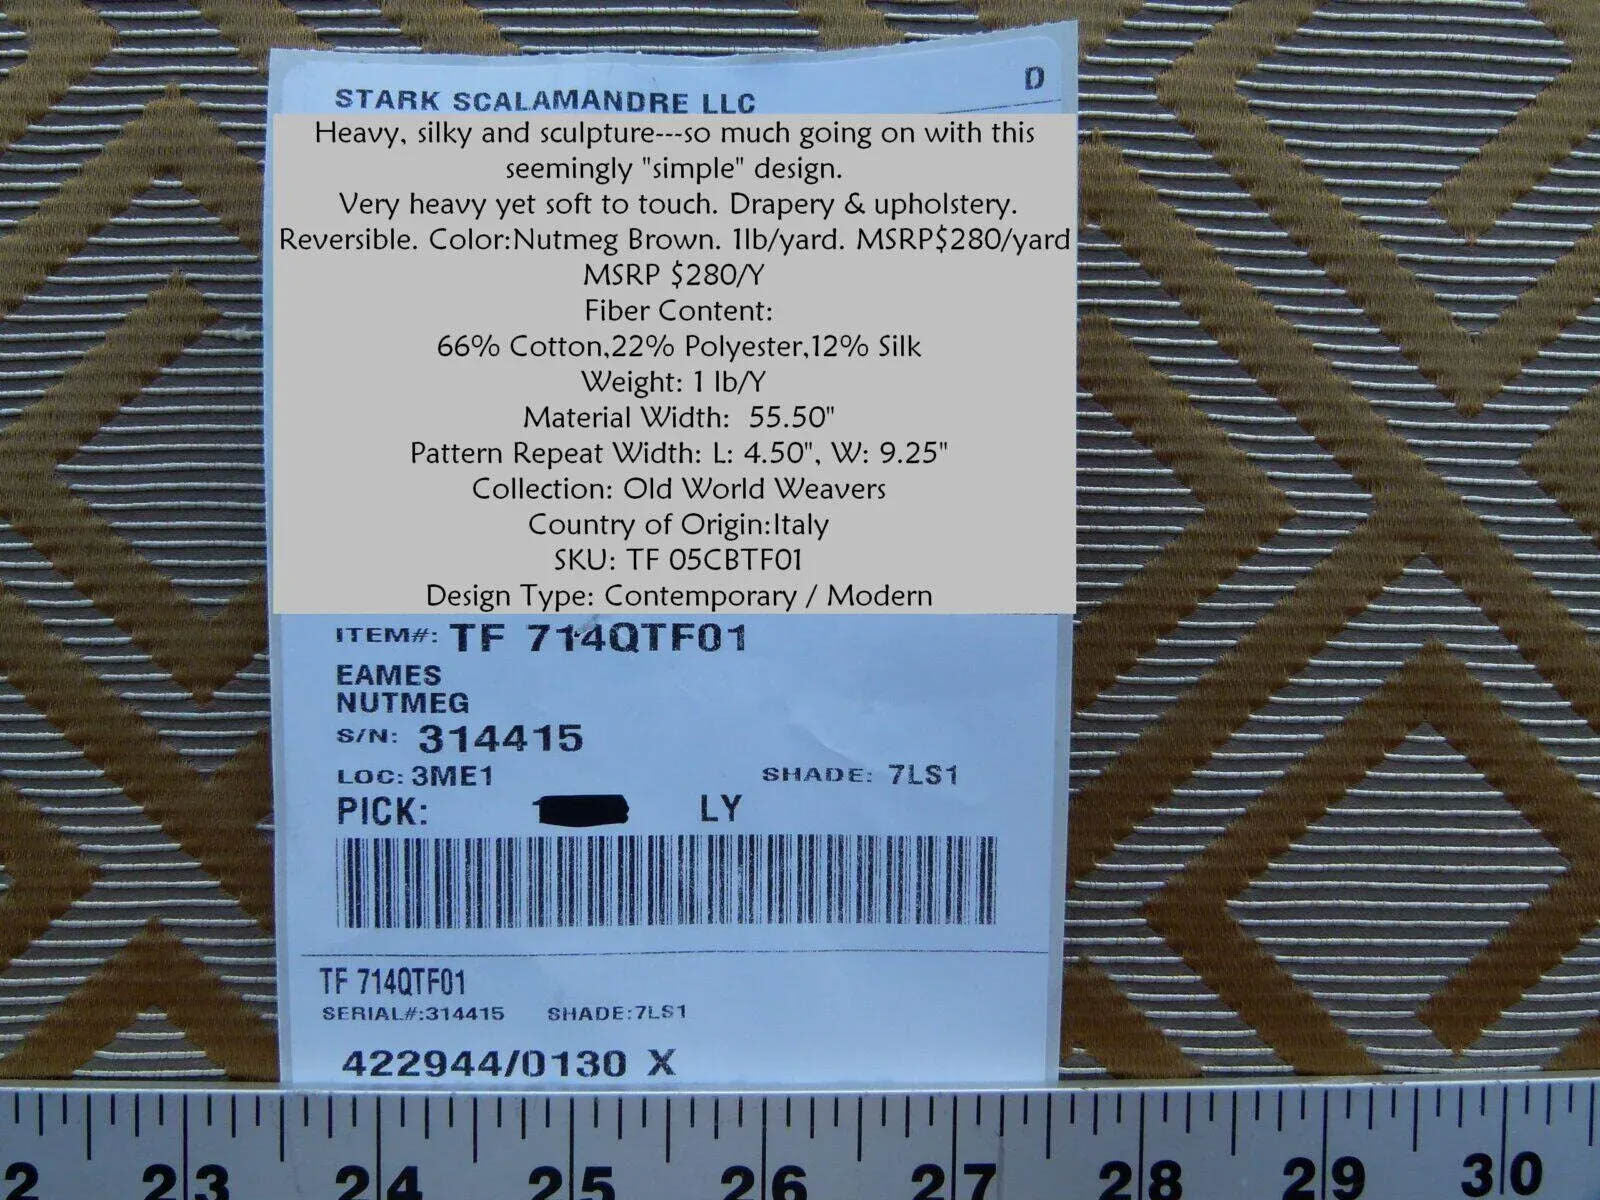 STARK SCALAMANDRE LLC
D
Heavy, silky and sculpture---so much going on with this
seemingly "simple" design.
Very heavy yet soft to touch. Drapery & upholstery.
Reversible. Color:Nutmeg Brown. 1lb/yard. MSRP$280/yard
MSRP $280/Y
Fiber Content:
66% Cotton,22% Polyester,12% Silk
Weight: 1 lb/Y
Material Width:  55.50"
Pattern Repeat Width: L: 4.50", W: 9.25"
Collection: Old World Weavers
Country of Origin:Italy
SKU: TF 05CBTF01
Design Type: Contemporary / Modern
ITEM#: TF 714QTF01
EAMES
NUTMEG
S/N: 314415
LOC: 3ME1 SHADE: 7LS1
PICK: LY
TF 714QTF01
SERIAL#:314415 SHADE:7LS1
422944/0130 X
2 23 24 25 26 27 28 29 30